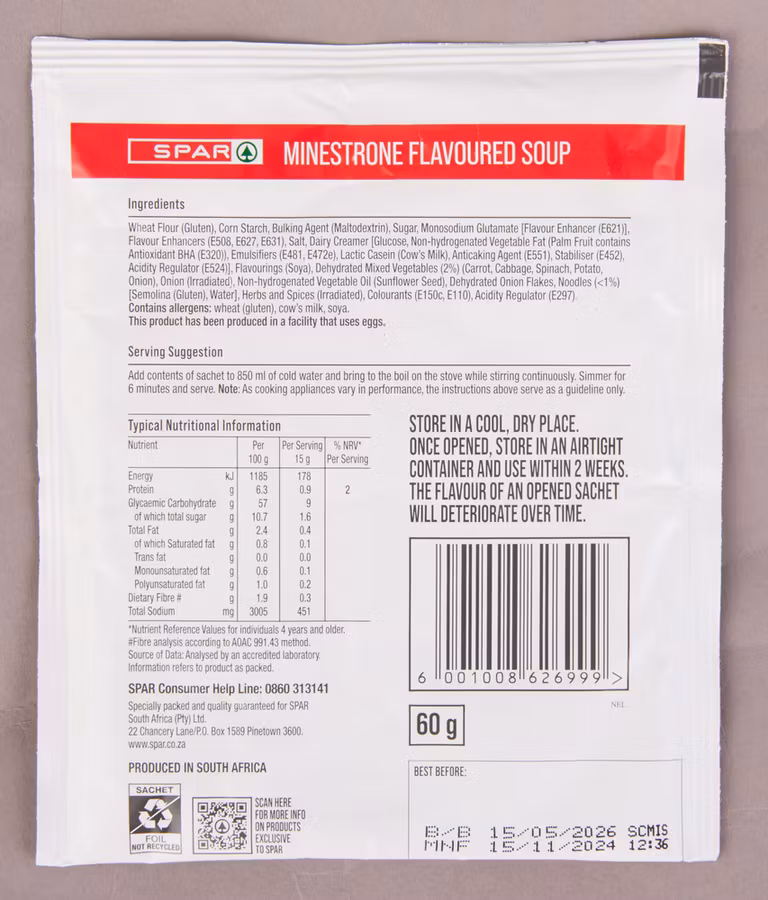 SPAR MINESTRONE FLAVOURED SOUP
Ingredients
Wheat Flour (Gluten), Corn Starch, Bulking Agent (Maltodextrin), Sugar, Monosodium Glutamate [Flavour Enhancer (E621)],
Flavour Enhancers (E508, E627, E631), Salt, Dairy Creamer [Glucose, Non-hydrogenated Vegetable Fat (Palm Fruit contains
Antioxidant BHA (E320)), Emulsifiers (E481, E472e), Lactic Casein (Cow's Milk), Anticaking Agent (E551), Stabiliser (E452),
Acidity Regulator (E524)], Flavourings (Soya), Dehydrated Mixed Vegetables (2%) (Carrot, Cabbage, Spinach, Potato,
Onion), Onion (Irradiated), Non-hydrogenated Vegetable Oil (Sunflower Seed), Dehydrated Onion Flakes, Noodles (<1%)
[Semolina (Gluten), Water], Herbs and Spices (Irradiated), Colourants (E150c, E110), Acidity Regulator (E297).
Contains allergens: wheat (gluten), cow's milk, soya.
This product has been produced in a facility that uses eggs.
Serving Suggestion
Add contents of sachet to 850 ml of cold water and bring to the boil on the stove while stirring continuously. Simmer for
6 minutes and serve. Note: As cooking appliances vary in performance, the instructions above serve as a guideline only.
Typical Nutritional Information
Nutrient Per 100 g Per Serving 15 g % NRV* Per Serving
Energy kJ 1185 178
Protein g 6.3 0.9 2
Glycaemic Carbohydrate g 57 9
of which total sugar g 10.7 1.6
Total Fat g 2.4 0.4
of which Saturated fat g 0.8 0.1
Trans fat g 0.0 0.0
Monounsaturated fat g 0.6 0.1
Polyunsaturated fat g 1.0 0.2
Dietary Fibre # g 1.9 0.3
Total Sodium mg 3005 451
*Nutrient Reference Values for individuals 4 years and older.
#Fibre analysis according to AOAC 991.43 method.
Source of Data: Analysed by an accredited laboratory.
Information refers to product as packed.
SPAR Consumer Help Line: 0860 313141
Specially packed and quality guaranteed for SPAR
South Africa (Pty) Ltd.
22 Chancery Lane/P.O. Box 1589 Pinetown 3600.
www.spar.co.za
PRODUCED IN SOUTH AFRICA
SACHET
FOIL
NOT RECYCLED
SCAN HERE
FOR MORE INFO
ON PRODUCTS
EXCLUSIVE
TO SPAR
STORE IN A COOL, DRY PLACE.
ONCE OPENED, STORE IN AN AIRTIGHT
CONTAINER AND USE WITHIN 2 WEEKS.
THE FLAVOUR OF AN OPENED SACHET
WILL DETERIORATE OVER TIME.
6 001008 626999 >
60 g
BEST BEFORE:
B/B 15/05/2026 SCMIS
MNF 15/11/2024 12:36